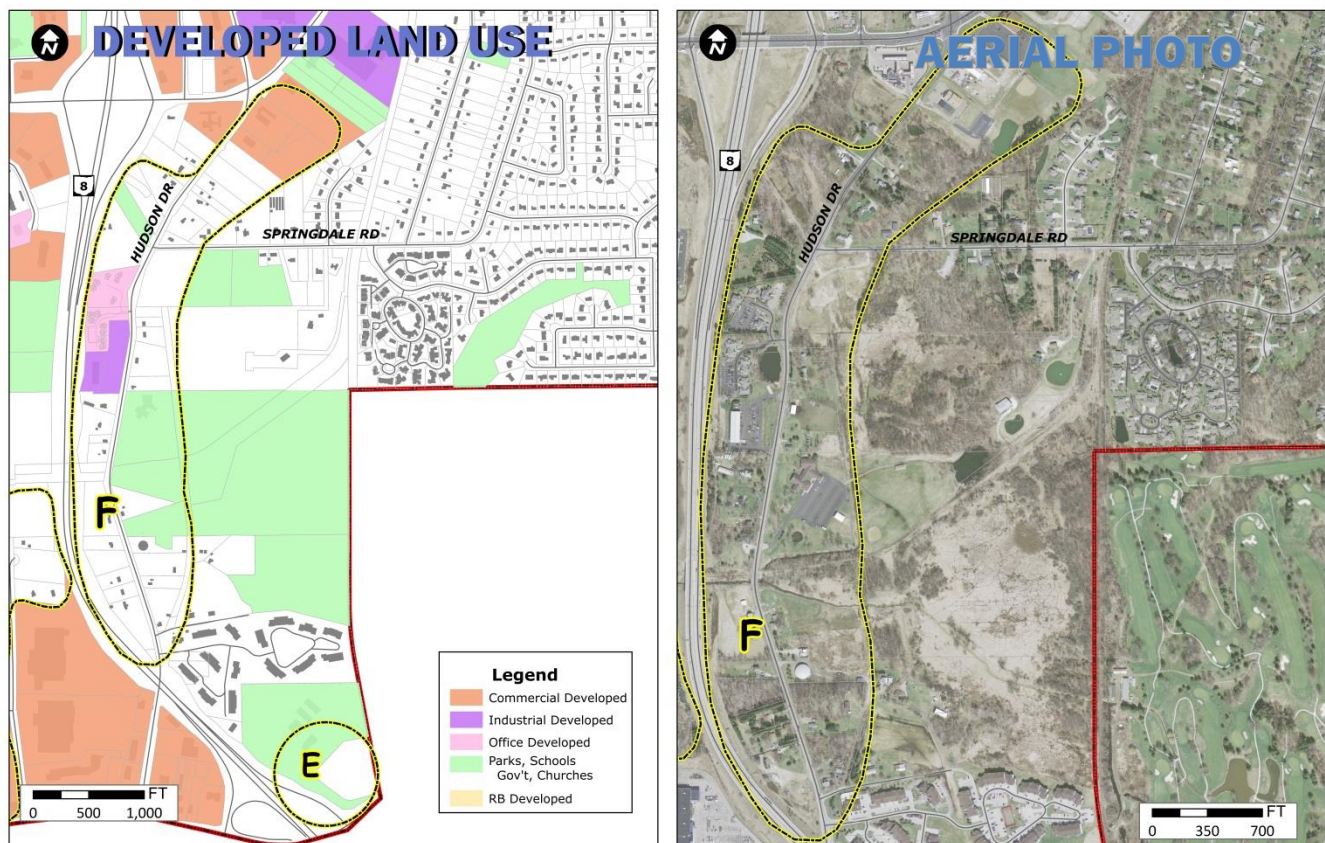 N
DEVELOPED LAND USE
8
HUDSON DR
SPRINGDALE RD
F
E
Legend
Commercial Developed
Industrial Developed
Office Developed
Parks, Schools
Gov't, Churches
RB Developed
FT
0 500 1,000
N
AERIAL PHOTO
8
HUDSON DR
SPRINGDALE RD
F
FT
0 350 700